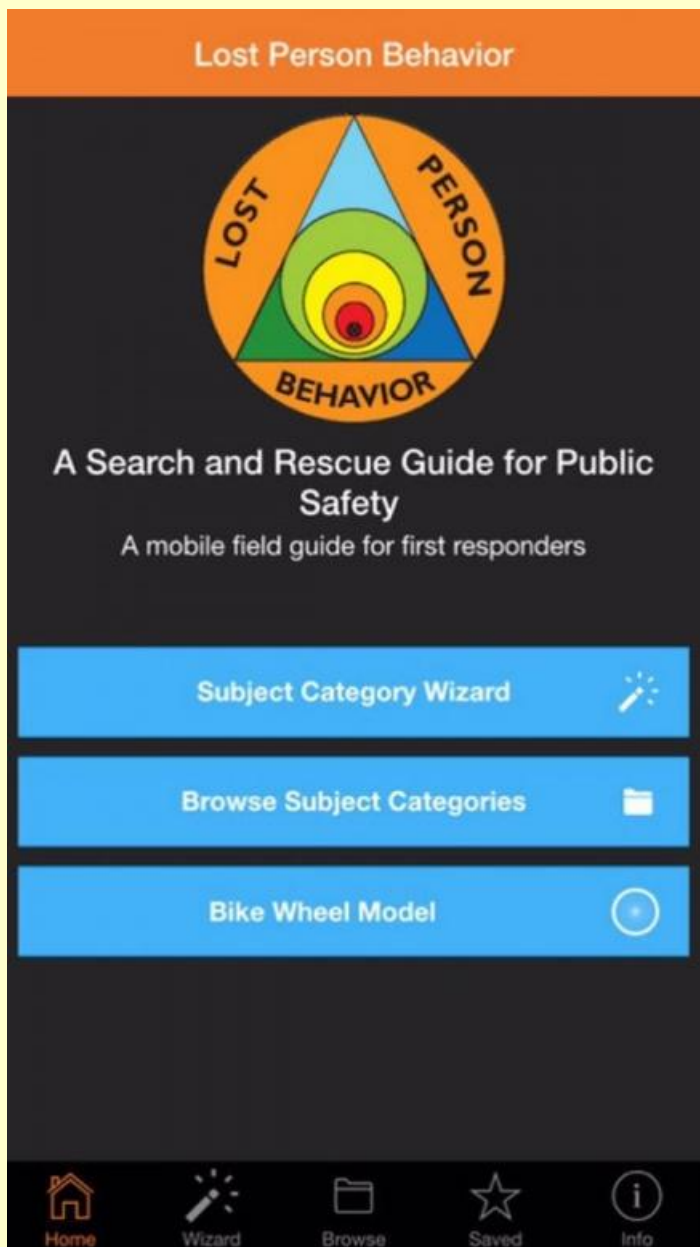 Lost Person Behavior
LOST PERSON
BEHAVIOR
A Search and Rescue Guide for Public
Safety
A mobile field guide for first responders
Subject Category Wizard
Browse Subject Categories
Bike Wheel Model
Home Wizard Browse Saved Info